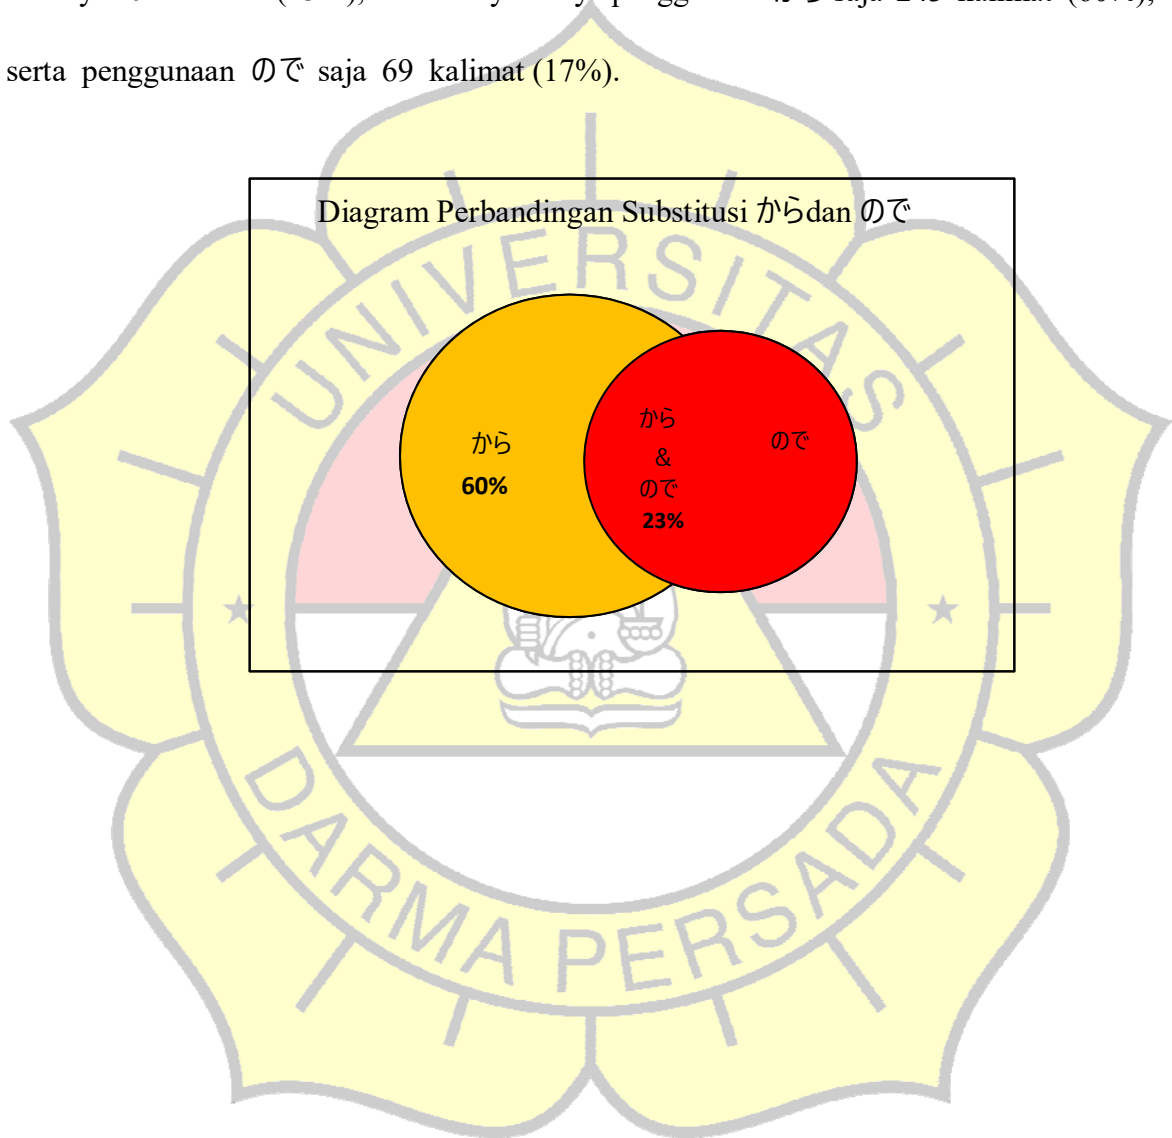 serta penggunaan ので saja 69 kalimat (17%).
Diagram Perbandingan Substitusi からdan ので
から
60%
から
&
ので
23%
ので
UNIVERSITAS
DARMA PERSADA